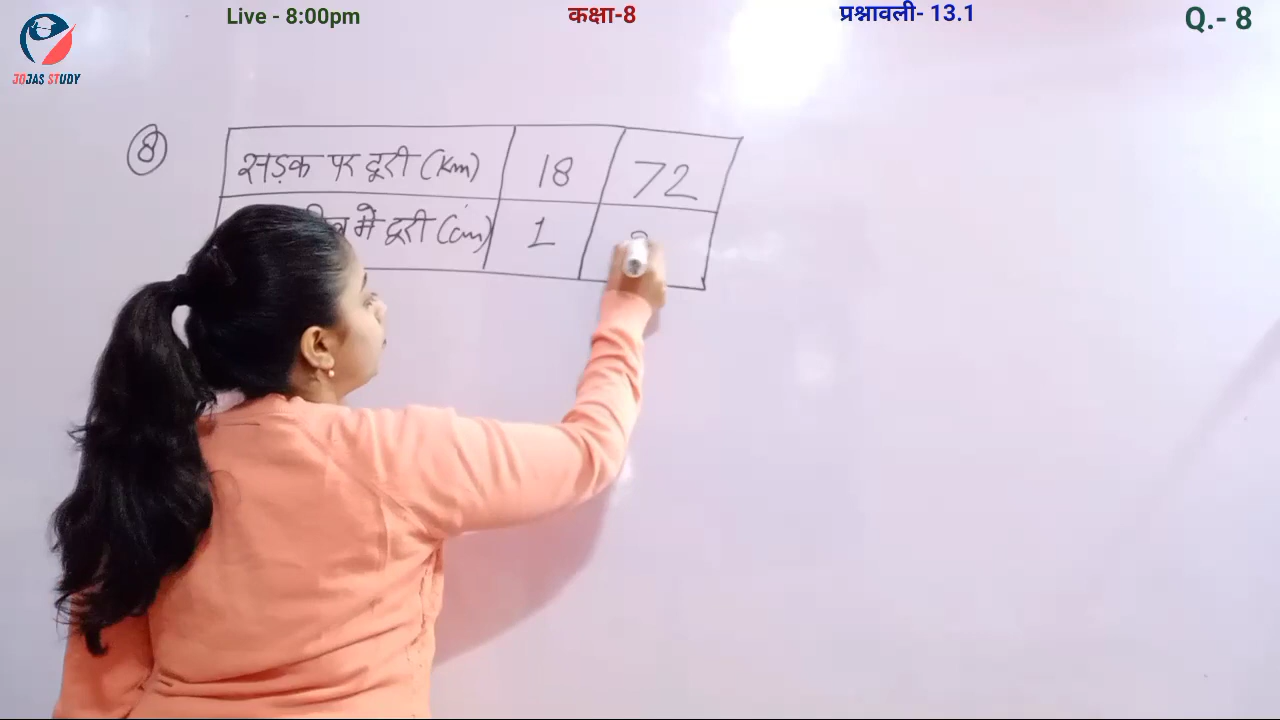 Live - 8:00pm
कक्षा-8
प्रश्नावली- 13.1
Q.- 8
JOJAS STUDY
8
सड़क पर दूरी (Km) 18 72
में दूरी (cm) 1